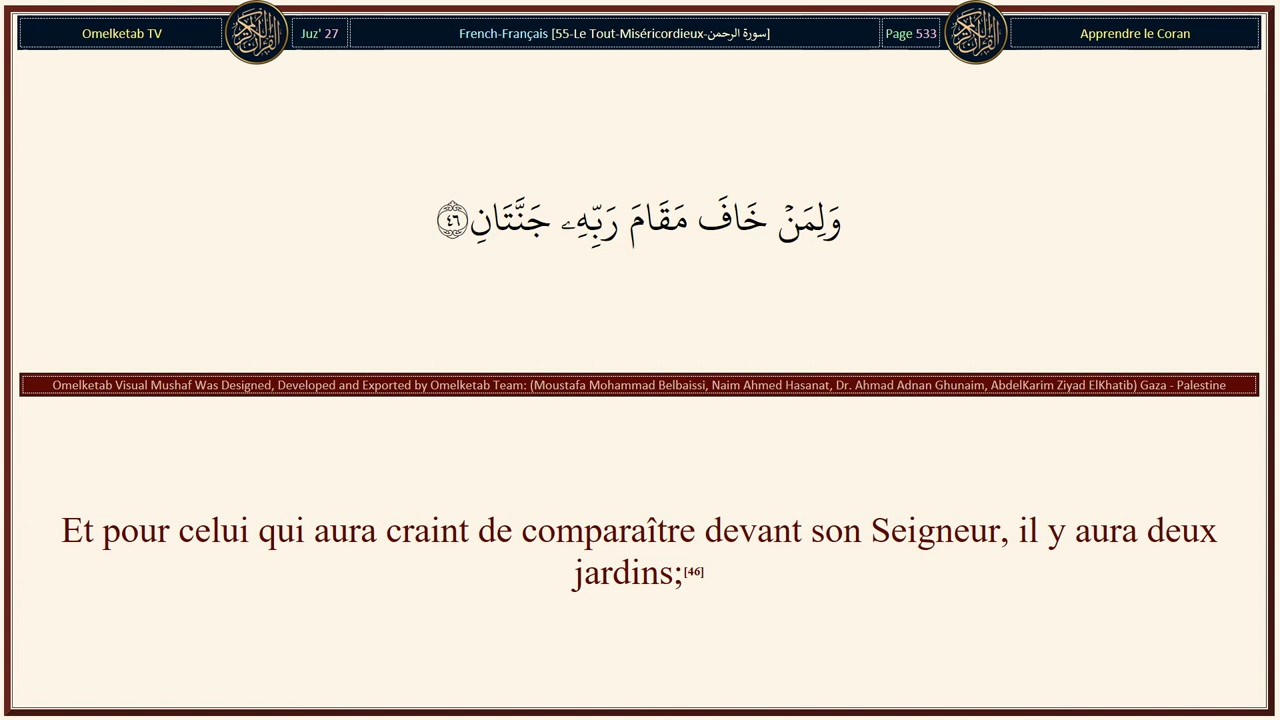 Omelketab TV
Juz' 27
French-Français [55-Le Tout-Miséricordieux-سورة الرحمن]
Page 533
Apprendre le Coran
وَلِمَنْ خَافَ مَقَامَ رَبِّهِۦ جَنَّتَانِ ٤٦
Omelketab Visual Mushaf Was Designed, Developed and Exported by Omelketab Team: (Moustafa Mohammad Belbaissi, Naim Ahmed Hasanat, Dr. Ahmad Adnan Ghunaim, AbdelKarim Ziyad ElKhatib) Gaza - Palestine
Et pour celui qui aura craint de comparaître devant son Seigneur, il y aura deux
jardins;[46]